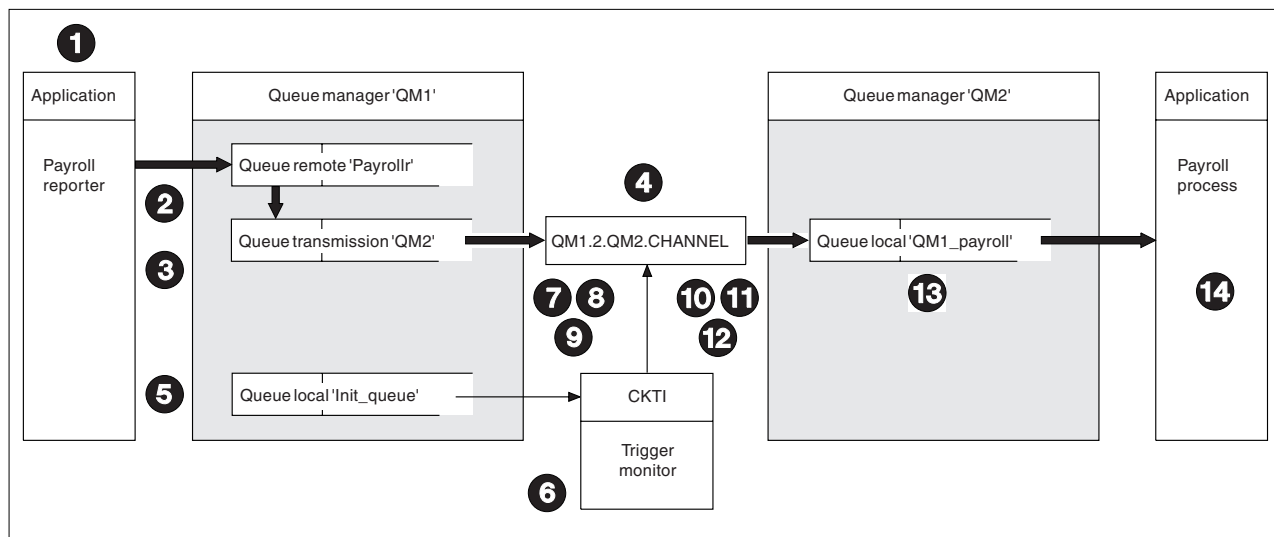 1
Application
Queue manager 'QM1'
Queue manager 'QM2'
Application
Payroll
reporter
Queue remote 'Payrollr'
Payroll
process
2
4
Queue transmission 'QM2'
QM1.2.QM2.CHANNEL
Queue local 'QM1_payroll'
3
7 8
9
10 11
12
13
14
5
Queue local 'Init_queue'
CKTI
Trigger
monitor
6